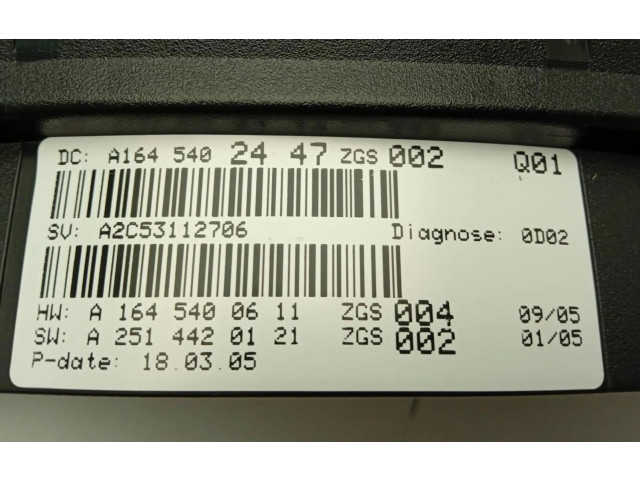 DC: A164 540 24 47 ZGS 002 Q01
SV: A2C53112706 Diagnose: 0D02
HW: A 164 540 06 11 ZGS 004 09/05
SW: A 251 442 01 21 ZGS 002 01/05
P-date: 18.03.05